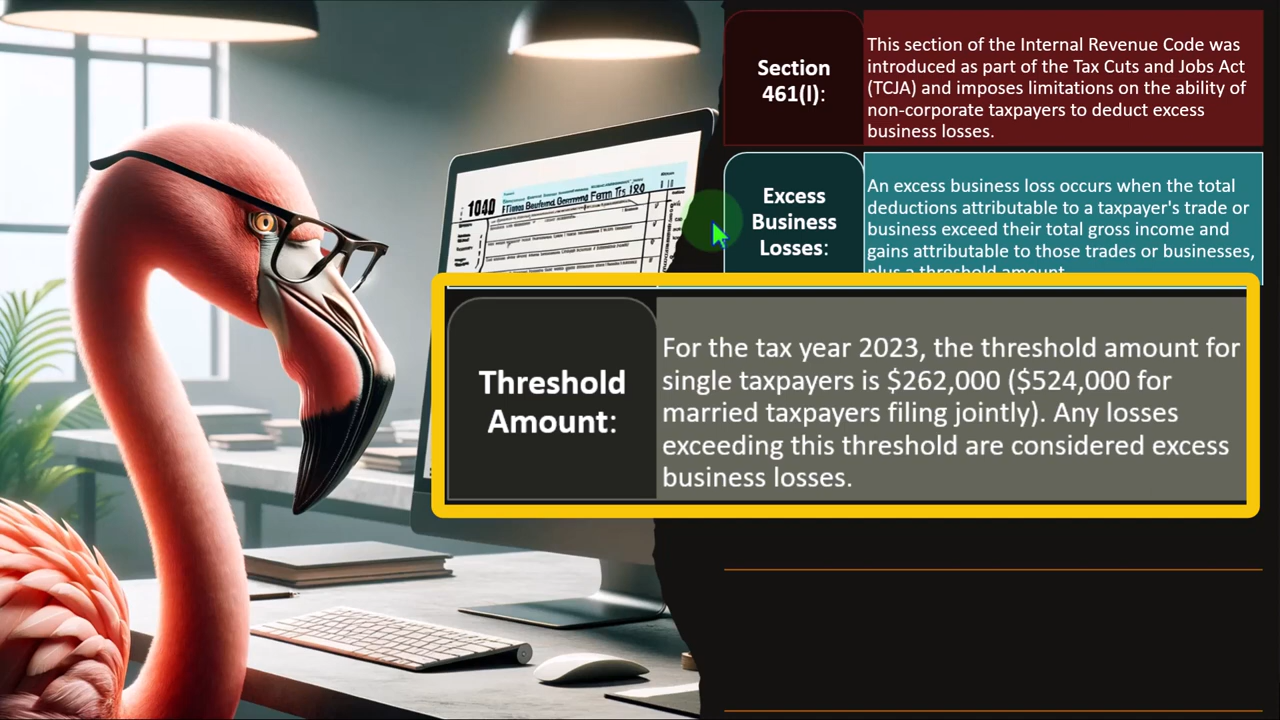 Section
461(I):
This section of the Internal Revenue Code was
introduced as part of the Tax Cuts and Jobs Act
(TCJA) and imposes limitations on the ability of
non-corporate taxpayers to deduct excess
business losses.
Excess
Business
Losses:
An excess business loss occurs when the total
deductions attributable to a taxpayer's trade or
business exceed their total gross income and
gains attributable to those trades or businesses,
plus a threshold amount.
Threshold
Amount:
For the tax year 2023, the threshold amount for
single taxpayers is $262,000 ($524,000 for
married taxpayers filing jointly). Any losses
exceeding this threshold are considered excess
business losses.
1040